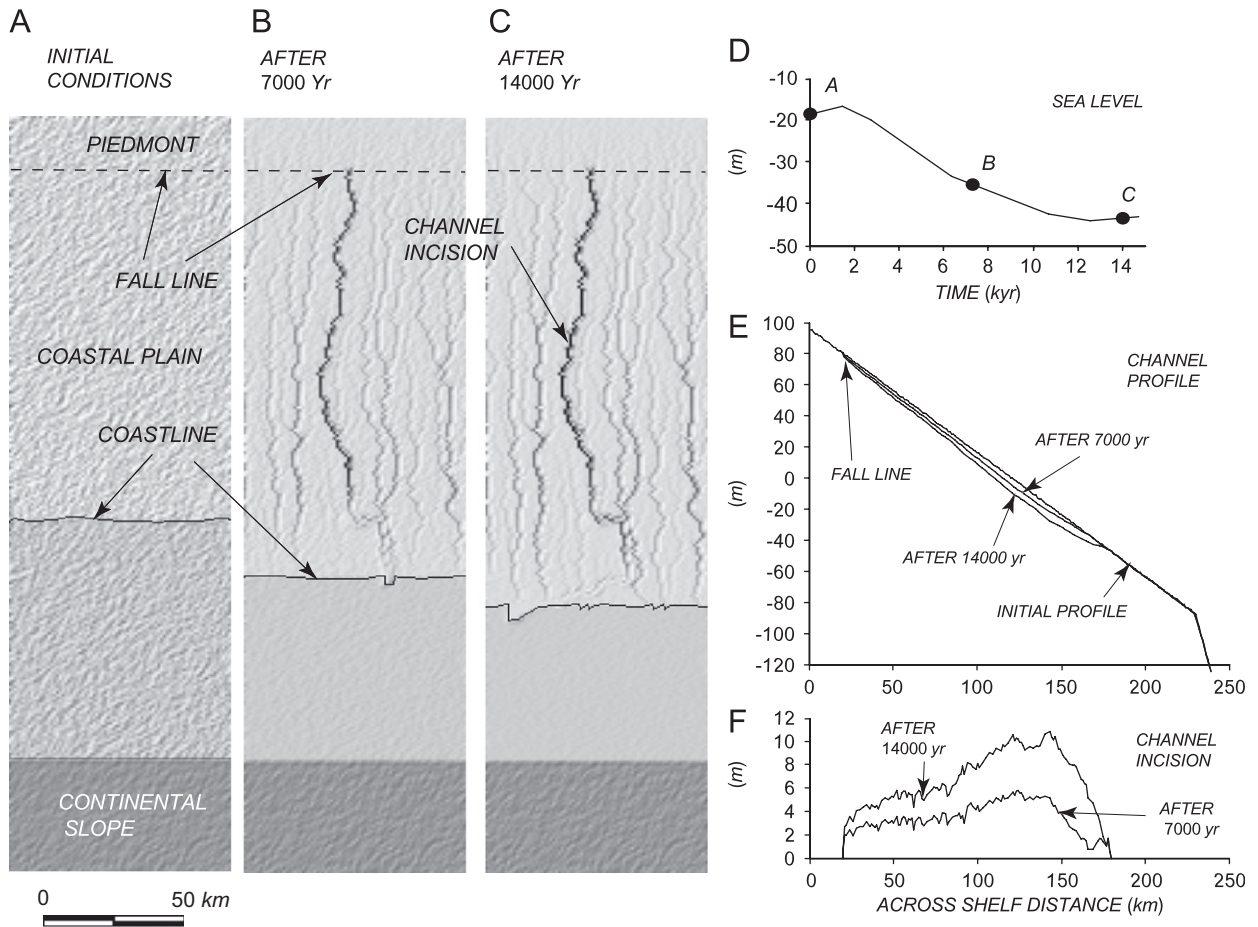 A
INITIAL
CONDITIONS
PIEDMONT
FALL LINE
COASTAL PLAIN
COASTLINE
CONTINENTAL
SLOPE
0 50 km
B
AFTER
7000 Yr
C
AFTER
14000 Yr
CHANNEL
INCISION
D
-10
-20
-30
-40
-50
(m)
A
B
C
SEA LEVEL
0 2 4 6 8 10 12 14
TIME (kyr)
E
100
80
60
40
20
0
-20
-40
-60
-80
-100
-120
(m)
CHANNEL
PROFILE
AFTER 7000 yr
FALL LINE
AFTER 14000 yr
INITIAL PROFILE
0 50 100 150 200 250
F
12
10
8
6
4
2
0
(m)
AFTER
14000 yr
CHANNEL
INCISION
AFTER
7000 yr
0 50 100 150 200 250
ACROSS SHELF DISTANCE (km)